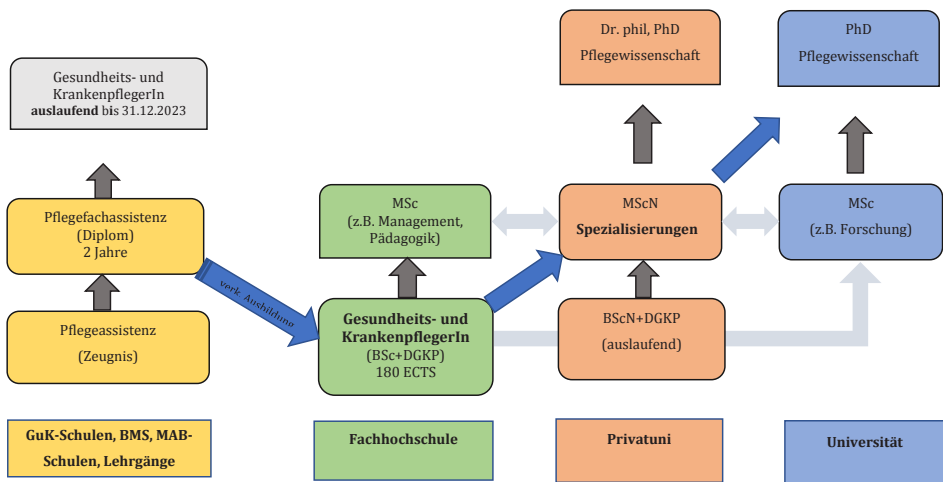 Dr. phil, PhD
Pflegewissenschaft
PhD
Pflegewissenschaft
Gesundheits- und
KrankenpflegerIn
auslaufend bis 31.12.2023
Pflegefachassistenz
(Diplom)
2 Jahre
MSc
(z.B. Management,
Pädagogik)
MScN
Spezialisierungen
MSc
(z.B. Forschung)
verk. Ausbildung
Pflegeassistenz
(Zeugnis)
Gesundheits- und
KrankenpflegerIn
(BSc+DGKP)
180 ECTS
BScN+DGKP
(auslaufend)
GuK-Schulen, BMS, MAB-
Schulen, Lehrgänge
Fachhochschule
Privatuni
Universität